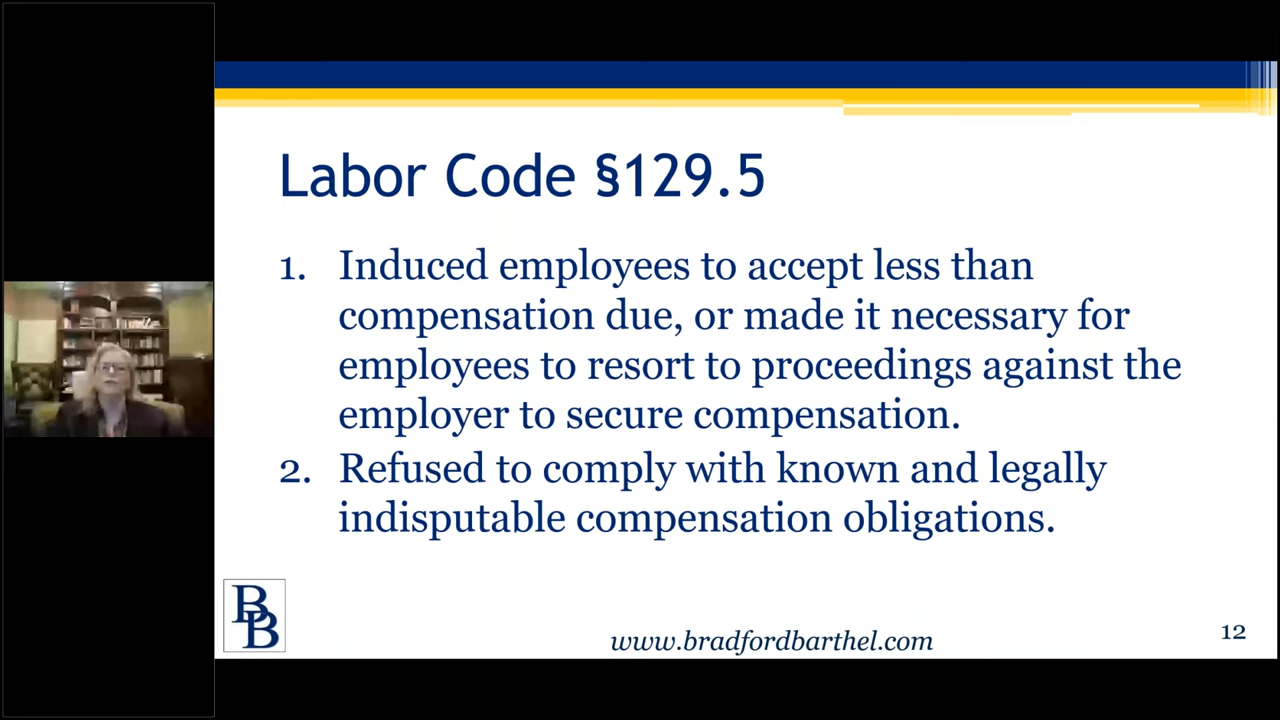 Labor Code §129.5
1. Induced employees to accept less than
compensation due, or made it necessary for
employees to resort to proceedings against the
employer to secure compensation.
2. Refused to comply with known and legally
indisputable compensation obligations.
BB
www.bradfordbarthel.com
12